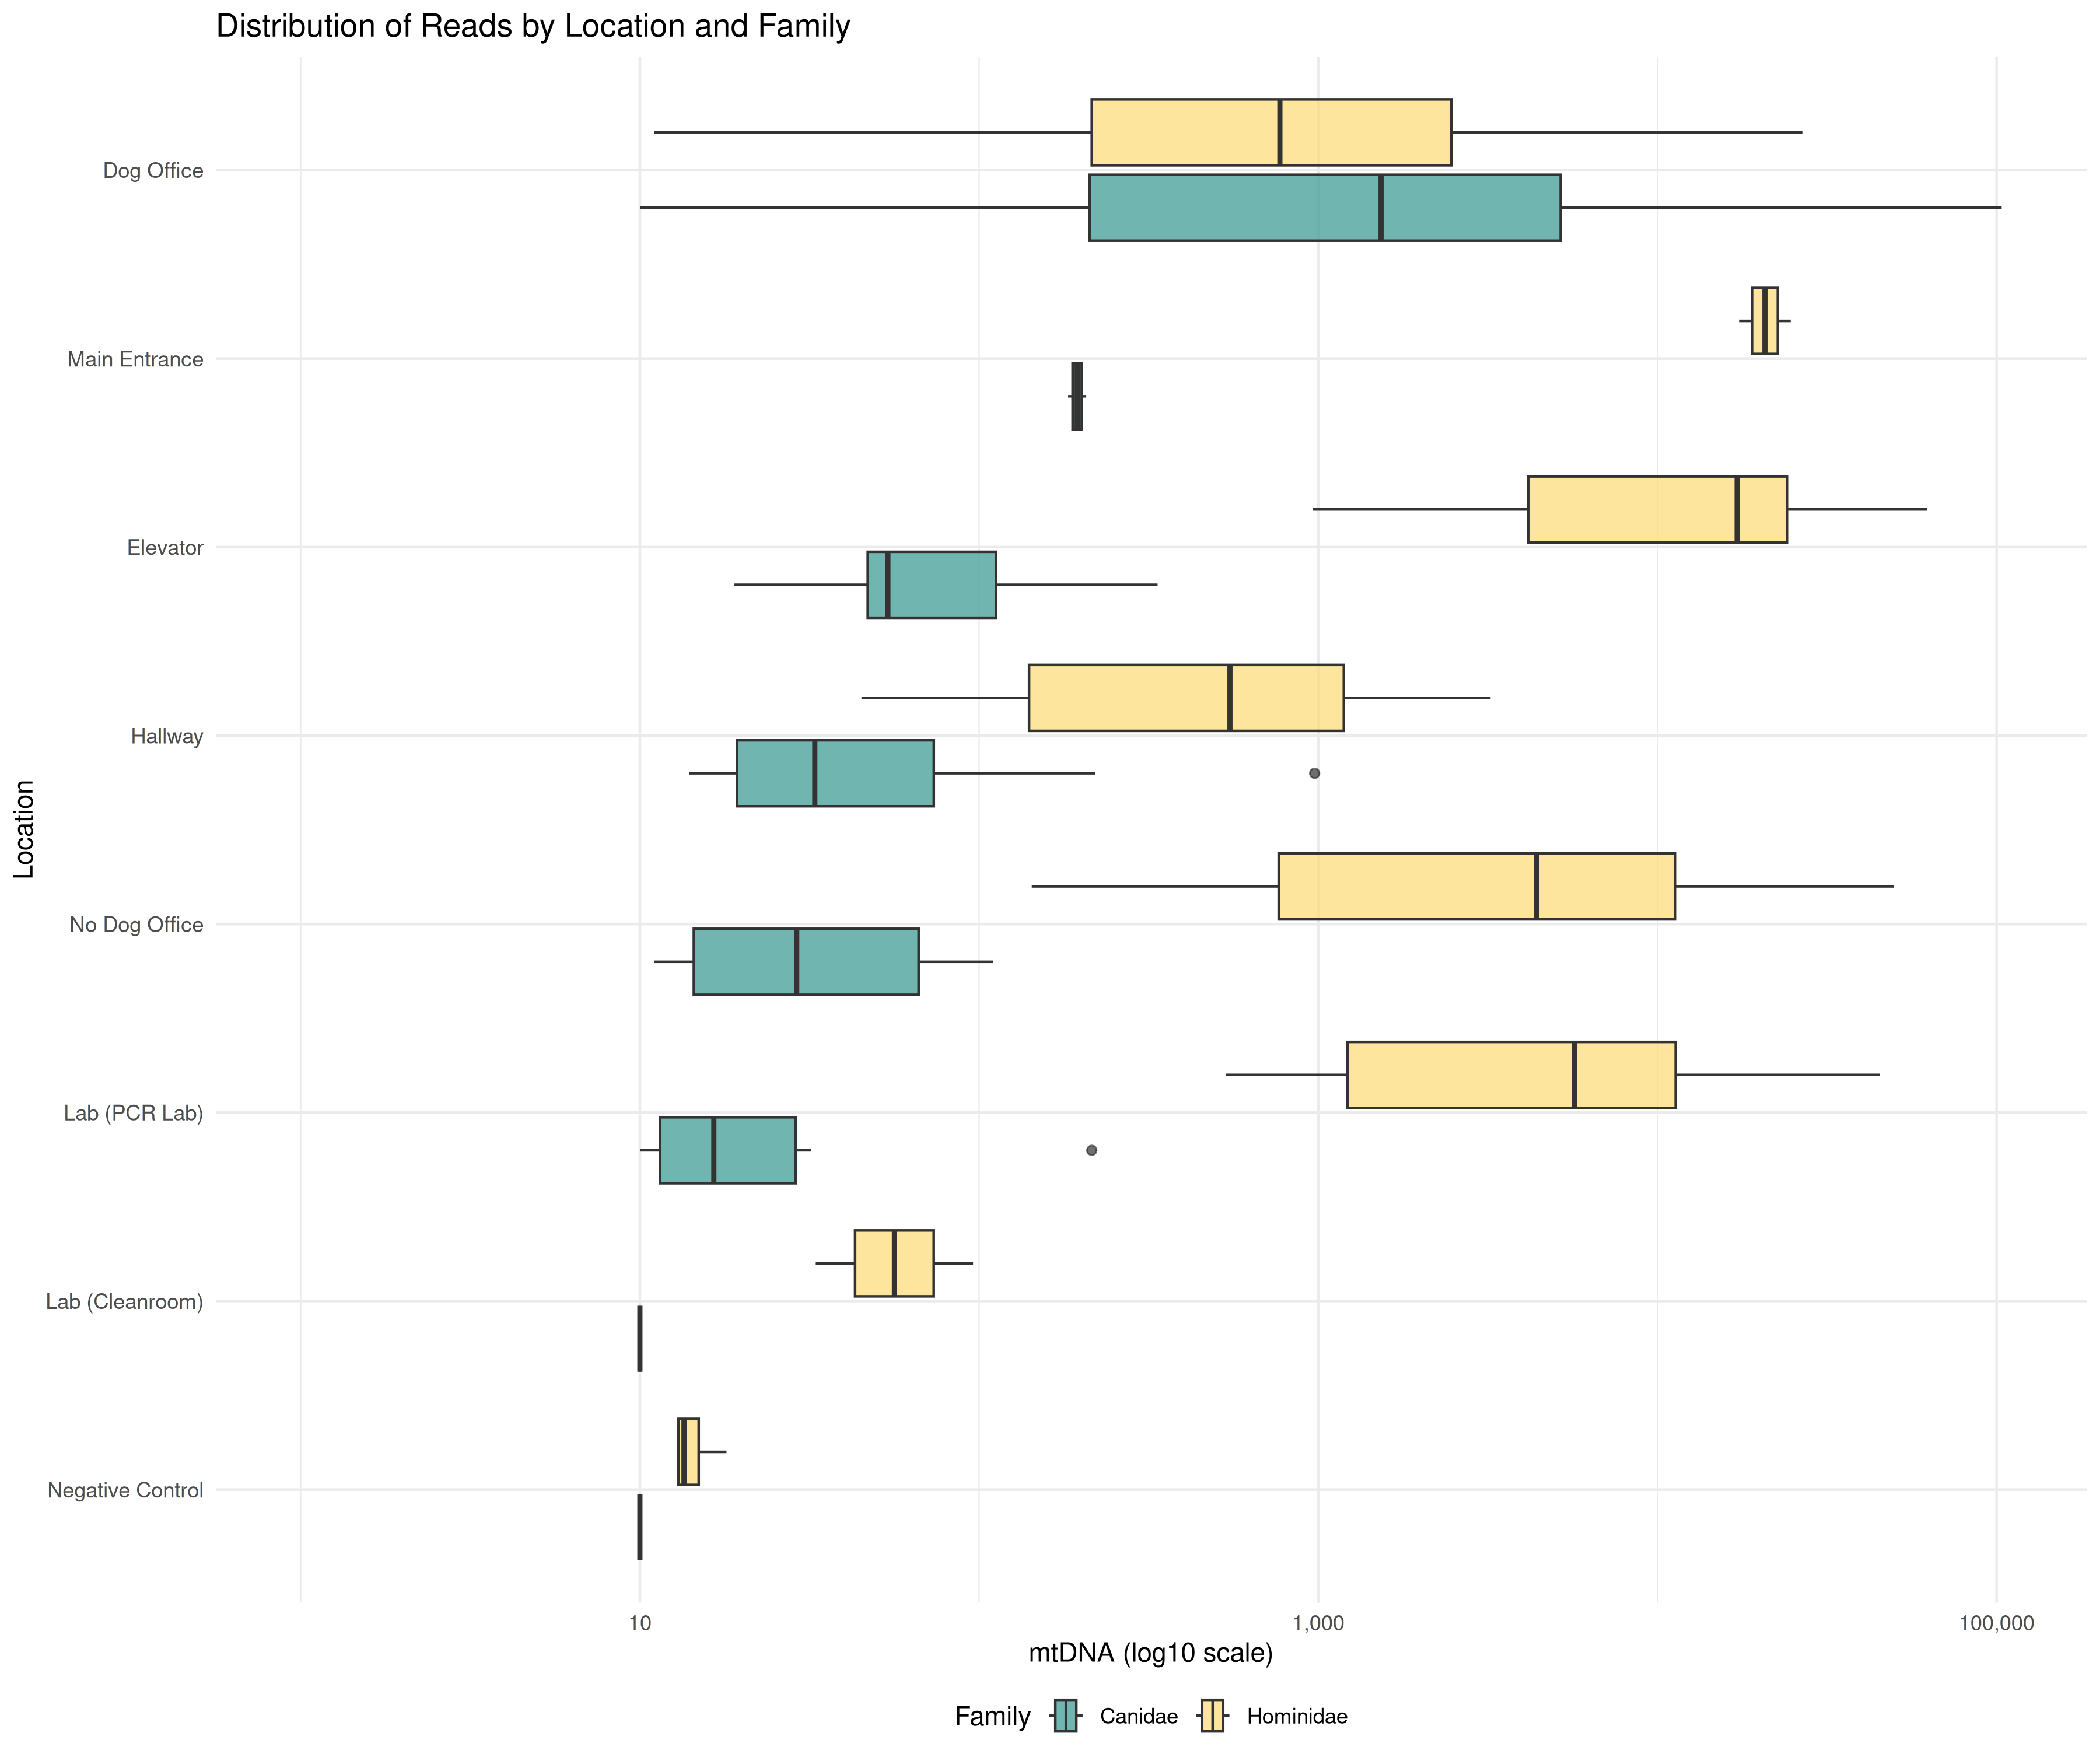 Distribution of Reads by Location and Family
Dog Office
Main Entrance
Elevator
Hallway
No Dog Office
Lab (PCR Lab)
Lab (Cleanroom)
Negative Control
Location
10
1,000
100,000
mtDNA (log10 scale)
Family
Canidae
Hominidae